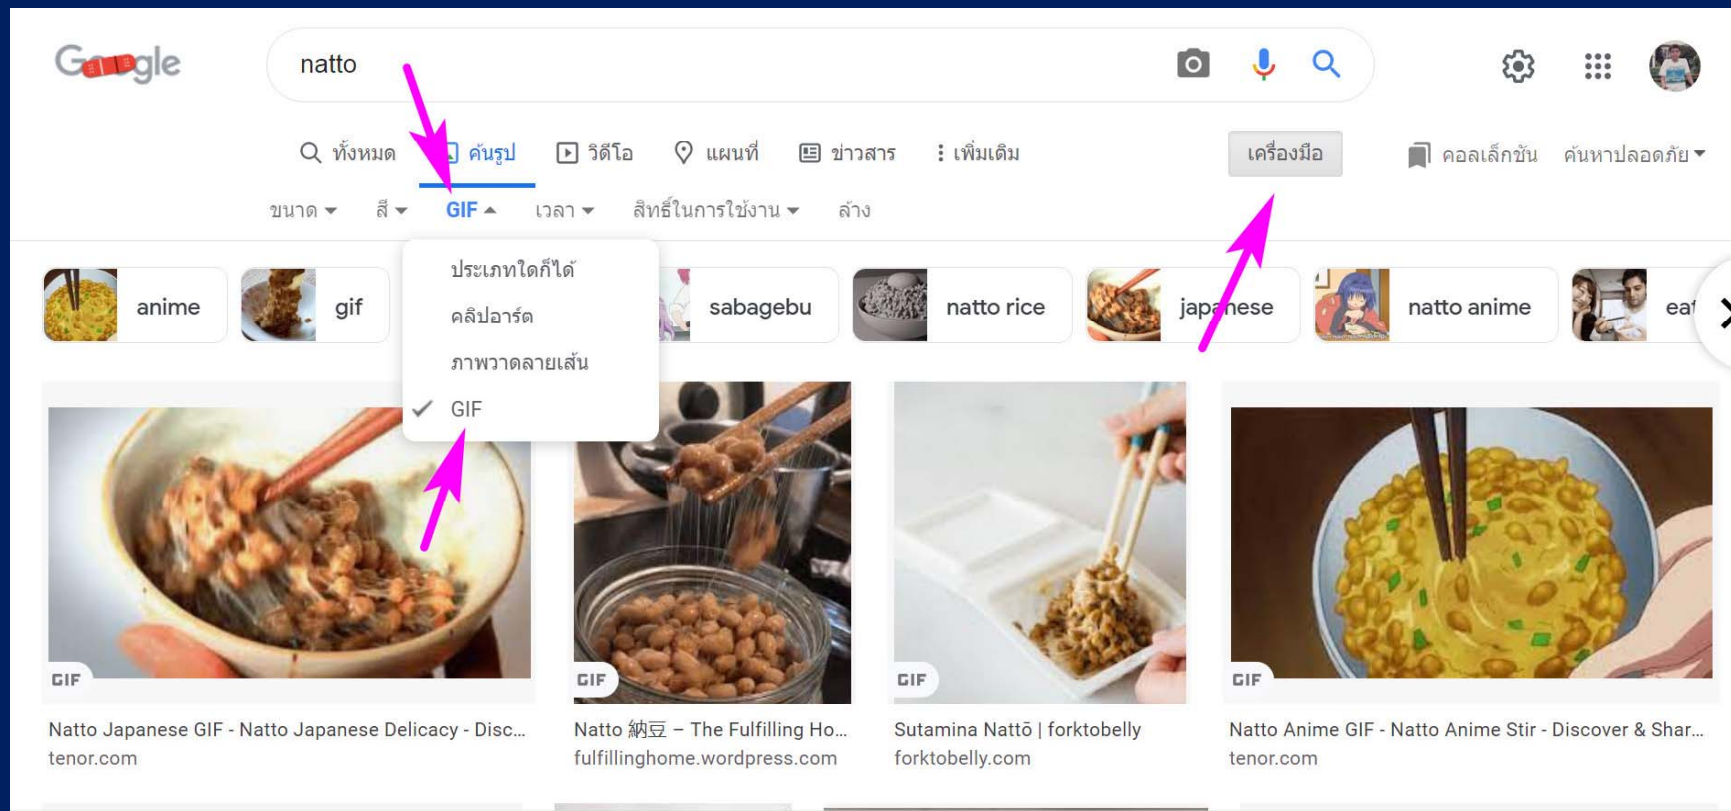 Google
natto
ทั้งหมด ค้นรูป วิดีโอ แผนที่ ข่าวสาร เพิ่มเติม เครื่องมือ คอลเล็กชัน ค้นหาปลอดภัย
ขนาด สี GIF เวลา สิทธิ์ในการใช้งาน ล้าง
ประเภทใดก็ได้
คลิปอาร์ต
ภาพวาดลายเส้น
GIF
anime gif sabagebu natto rice japanese natto anime eat
GIF GIF GIF GIF
Natto Japanese GIF - Natto Japanese Delicacy - Disc...
tenor.com
Natto 納豆 – The Fulfilling Ho...
fulfillinghome.wordpress.com
Sutamina Nattō | forktobelly
forktobelly.com
Natto Anime GIF - Natto Anime Stir - Discover & Shar...
tenor.com